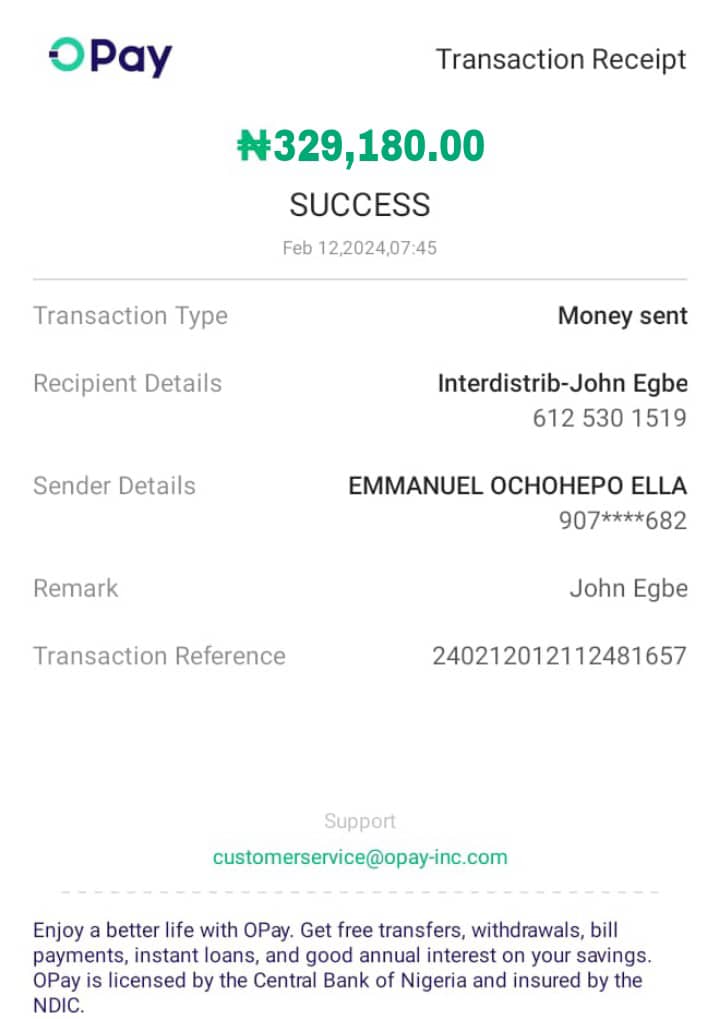 OPay
Transaction Receipt
₦329,180.00
SUCCESS
Feb 12,2024,07:45
Transaction Type Money sent
Recipient Details Interdistrib-John Egbe
612 530 1519
Sender Details EMMANUEL OCHOHEPO ELLA
907****682
Remark John Egbe
Transaction Reference 240212012112481657
Support
customerservice@opay-inc.com
Enjoy a better life with OPay. Get free transfers, withdrawals, bill
payments, instant loans, and good annual interest on your savings.
OPay is licensed by the Central Bank of Nigeria and insured by the
NDIC.